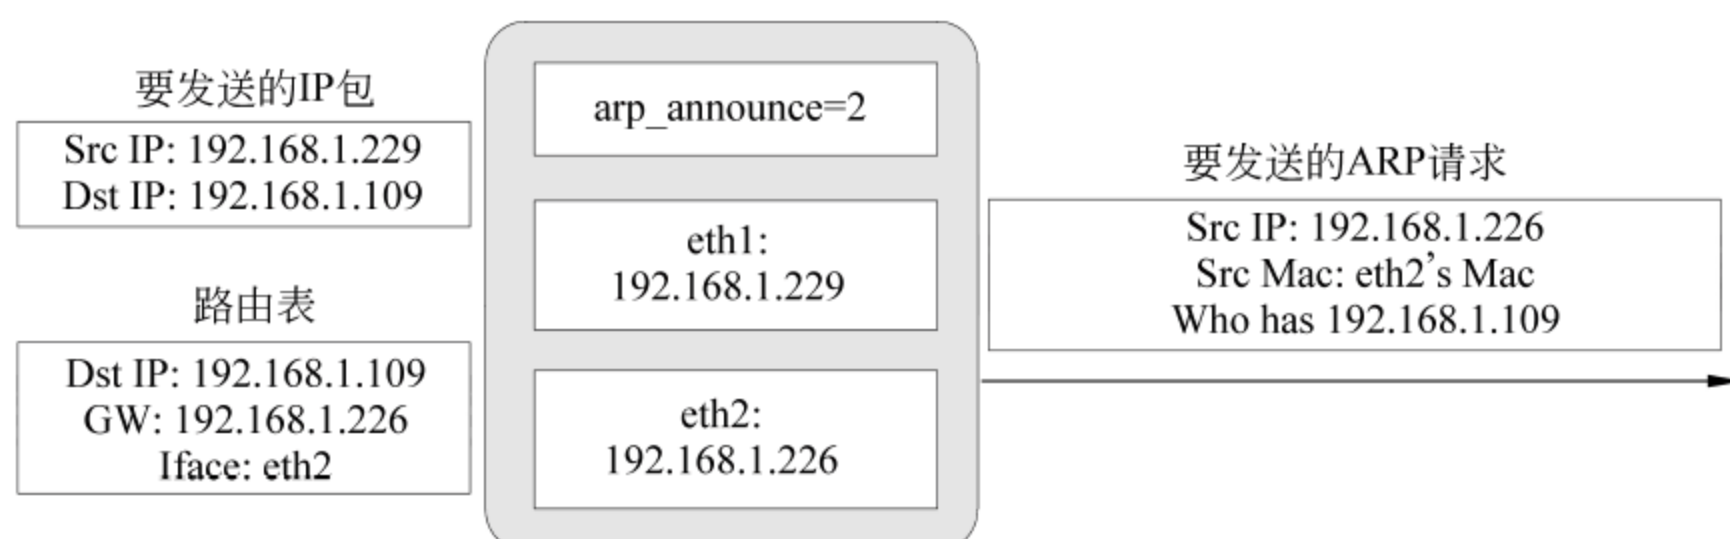 要发送的IP包
Src IP: 192.168.1.229
Dst IP: 192.168.1.109
路由表
Dst IP: 192.168.1.109
GW: 192.168.1.226
Iface: eth2
arp_announce=2
eth1:
192.168.1.229
eth2:
192.168.1.226
要发送的ARP请求
Src IP: 192.168.1.226
Src Mac: eth2’s Mac
Who has 192.168.1.109